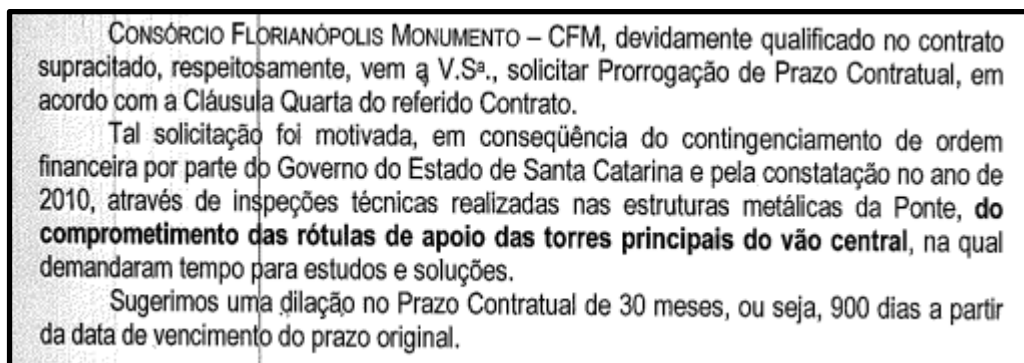 CONSÓRCIO FLORIANÓPOLIS MONUMENTO – CFM, devidamente qualificado no contrato
supracitado, respeitosamente, vem a V.Sª., solicitar Prorrogação de Prazo Contratual, em
acordo com a Cláusula Quarta do referido Contrato.
Tal solicitação foi motivada, em conseqüência do contingenciamento de ordem
financeira por parte do Governo do Estado de Santa Catarina e pela constatação no ano de
2010, através de inspeções técnicas realizadas nas estruturas metálicas da Ponte, do
comprometimento das rótulas de apoio das torres principais do vão central, na qual
demandaram tempo para estudos e soluções.
Sugerimos uma dilação no Prazo Contratual de 30 meses, ou seja, 900 dias a partir
da data de vencimento do prazo original.